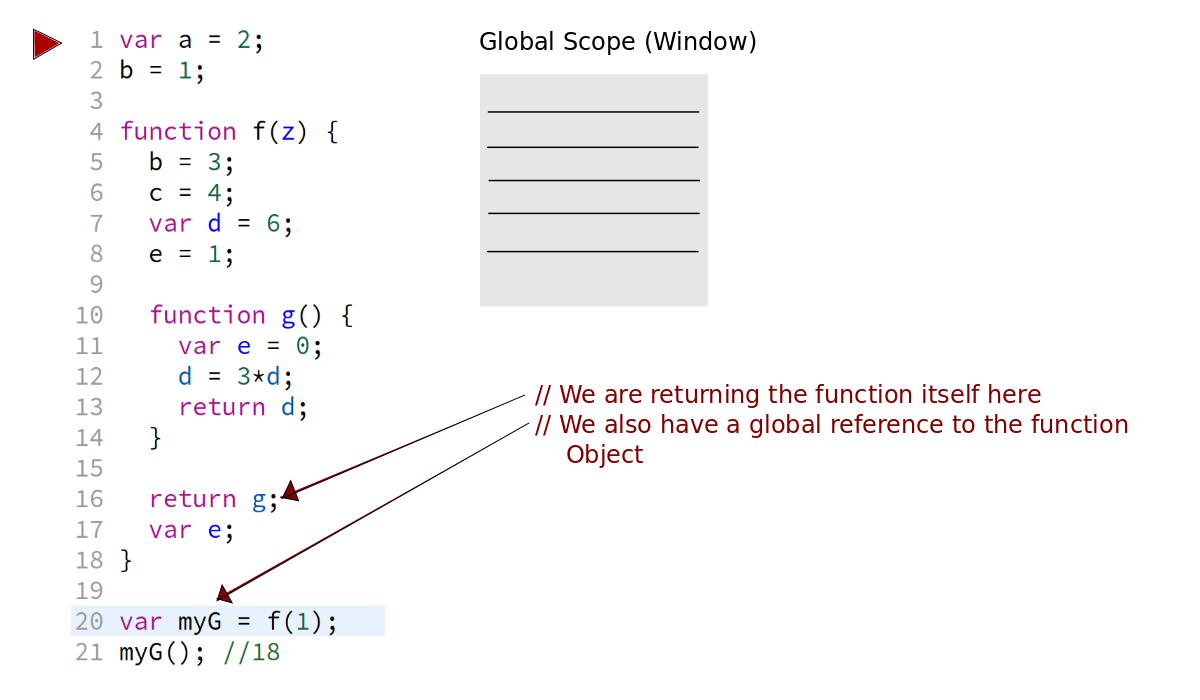 1 var a = 2;
2 b = 1;
3
4 function f(z) {
5   b = 3;
6   c = 4;
7   var d = 6;
8   e = 1;
9
10   function g() {
11     var e = 0;
12     d = 3*d;
13     return d;
14   }
15
16   return g;
17   var e;
18 }
19
20 var myG = f(1);
21 myG(); //18
Global Scope (Window)
// We are returning the function itself here
// We also have a global reference to the function
Object